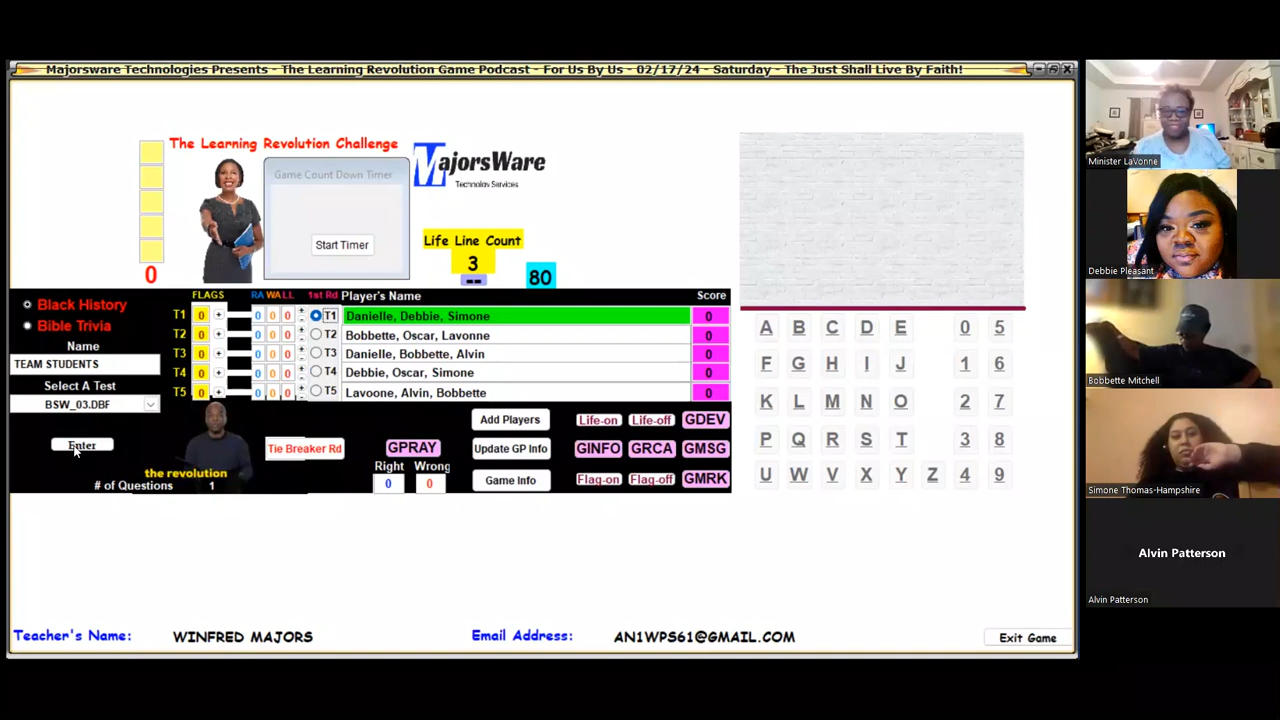 Majorsware Technologies Presents - The Learning Revolution Game Podcast - For Us By Us - 02/17/24 - Saturday - The Just Shall Live By Faith!
The Learning Revolution Challenge
MajorsWare
Technology Services
Game Count Down Timer
Start Timer
Life Line Count
3
--
80
0
FLAGS RA WA LL 1st Rd Player's Name Score
Black History
Bible Trivia
Name
TEAM STUDENTS
Select A Test
BSW_03.DBF
Enter
T1 0 + 0 0 0 + - T1 Danielle, Debbie, Simone 0
T2 0 + 0 0 0 + - T2 Bobbette, Oscar, Lavonne 0
T3 0 + 0 0 0 + - T3 Danielle, Bobbette, Alvin 0
T4 0 + 0 0 0 + - T4 Debbie, Oscar, Simone 0
T5 0 + 0 0 0 + - T5 Lavoone, Alvin, Bobbette 0
the revolution
# of Questions 1
Tie Breaker Rd
GPRAY
Right Wrong
0 0
Add Players Life-on Life-off GDEV
Update GP Info GINFO GRCA GMSG
Game Info Flag-on Flag-off GMRK
A B C D E 0 5
F G H I J 1 6
K L M N O 2 7
P Q R S T 3 8
U W V X Y Z 4 9
Teacher's Name: WINFRED MAJORS Email Address: AN1WPS61@GMAIL.COM Exit Game
Minister LaVonne
Debbie Pleasant
Bobbette Mitchell
Simone Thomas-Hampshire
Alvin Patterson
Alvin Patterson